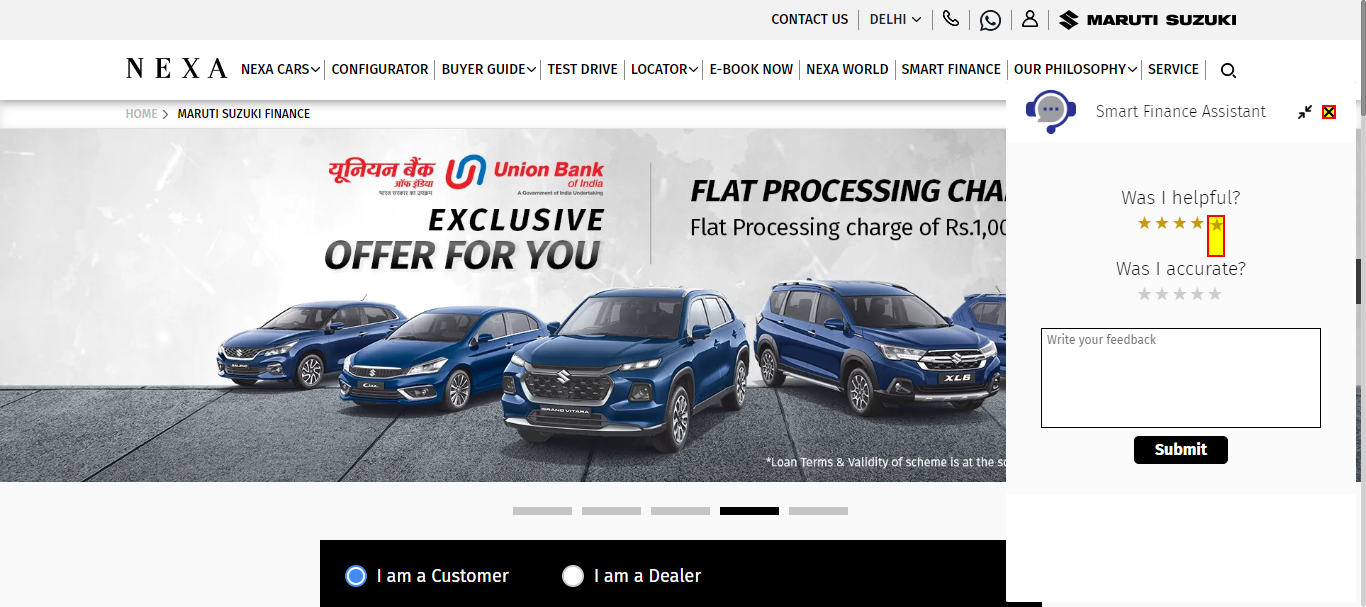 CONTACT US
DELHI
MARUTI SUZUKI
NEXA
NEXA CARS
CONFIGURATOR
BUYER GUIDE
TEST DRIVE
LOCATOR
E-BOOK NOW
NEXA WORLD
SMART FINANCE
OUR PHILOSOPHY
SERVICE
HOME > MARUTI SUZUKI FINANCE
Smart Finance Assistant
यूनियन बैंक
ऑफ इंडिया
भारत सरकार का उपक्रम
Union Bank
of India
A Government of India Undertaking
EXCLUSIVE
OFFER FOR YOU
FLAT PROCESSING CHA
Flat Processing charge of Rs.1,00
GRAND VITARA
XL6
*Loan Terms & Validity of scheme is at the so
Was I helpful?
Was I accurate?
Write your feedback
Submit
I am a Customer
I am a Dealer